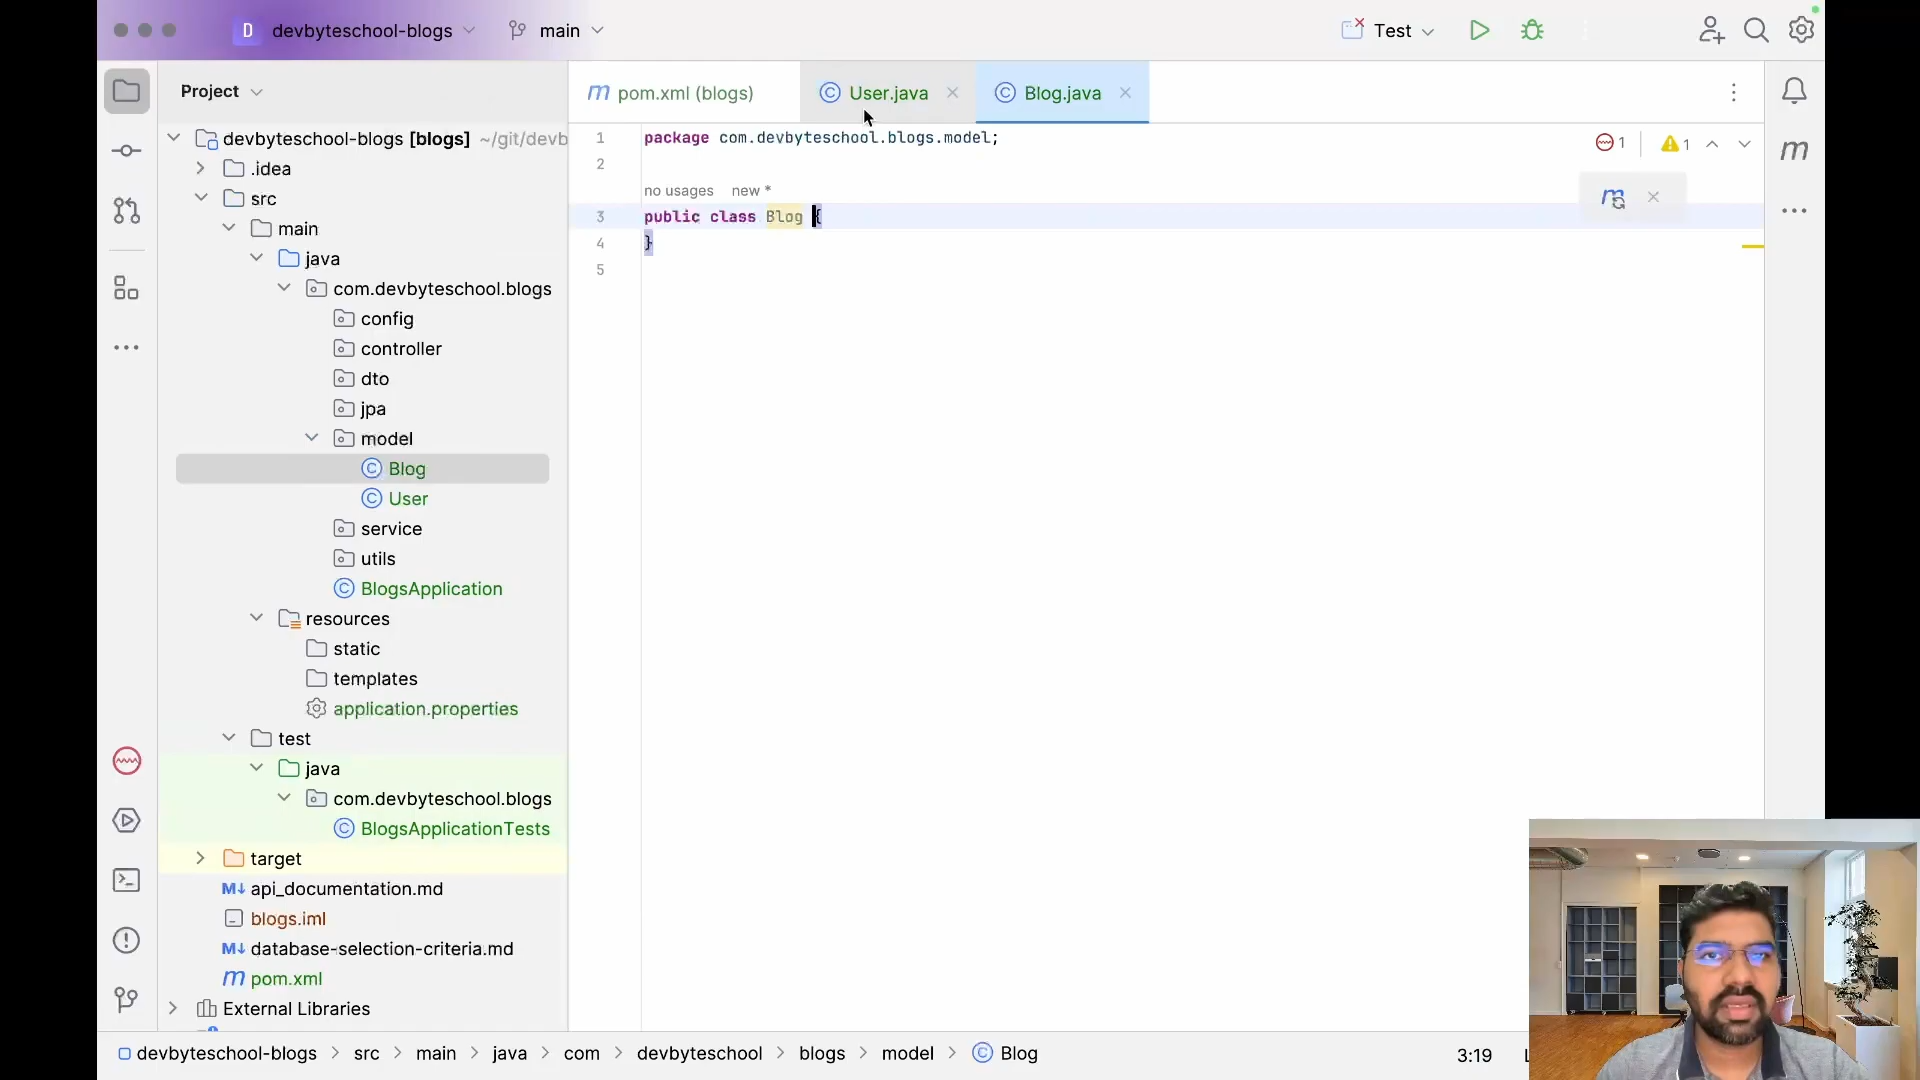 D devbyteschool-blogs main Test
Project
m pom.xml (blogs) User.java Blog.java
devbyteschool-blogs [blogs] ~/git/devb
.idea
src
main
java
com.devbyteschool.blogs
config
controller
dto
jpa
model
Blog
User
service
utils
BlogsApplication
resources
static
templates
application.properties
test
java
com.devbyteschool.blogs
BlogsApplicationTests
target
M↓ api_documentation.md
blogs.iml
M↓ database-selection-criteria.md
m pom.xml
External Libraries
1 package com.devbyteschool.blogs.model;
2
no usages new *
3 public class Blog {
4 }
5
1 1
m
devbyteschool-blogs > src > main > java > com > devbyteschool > blogs > model > Blog
3:19